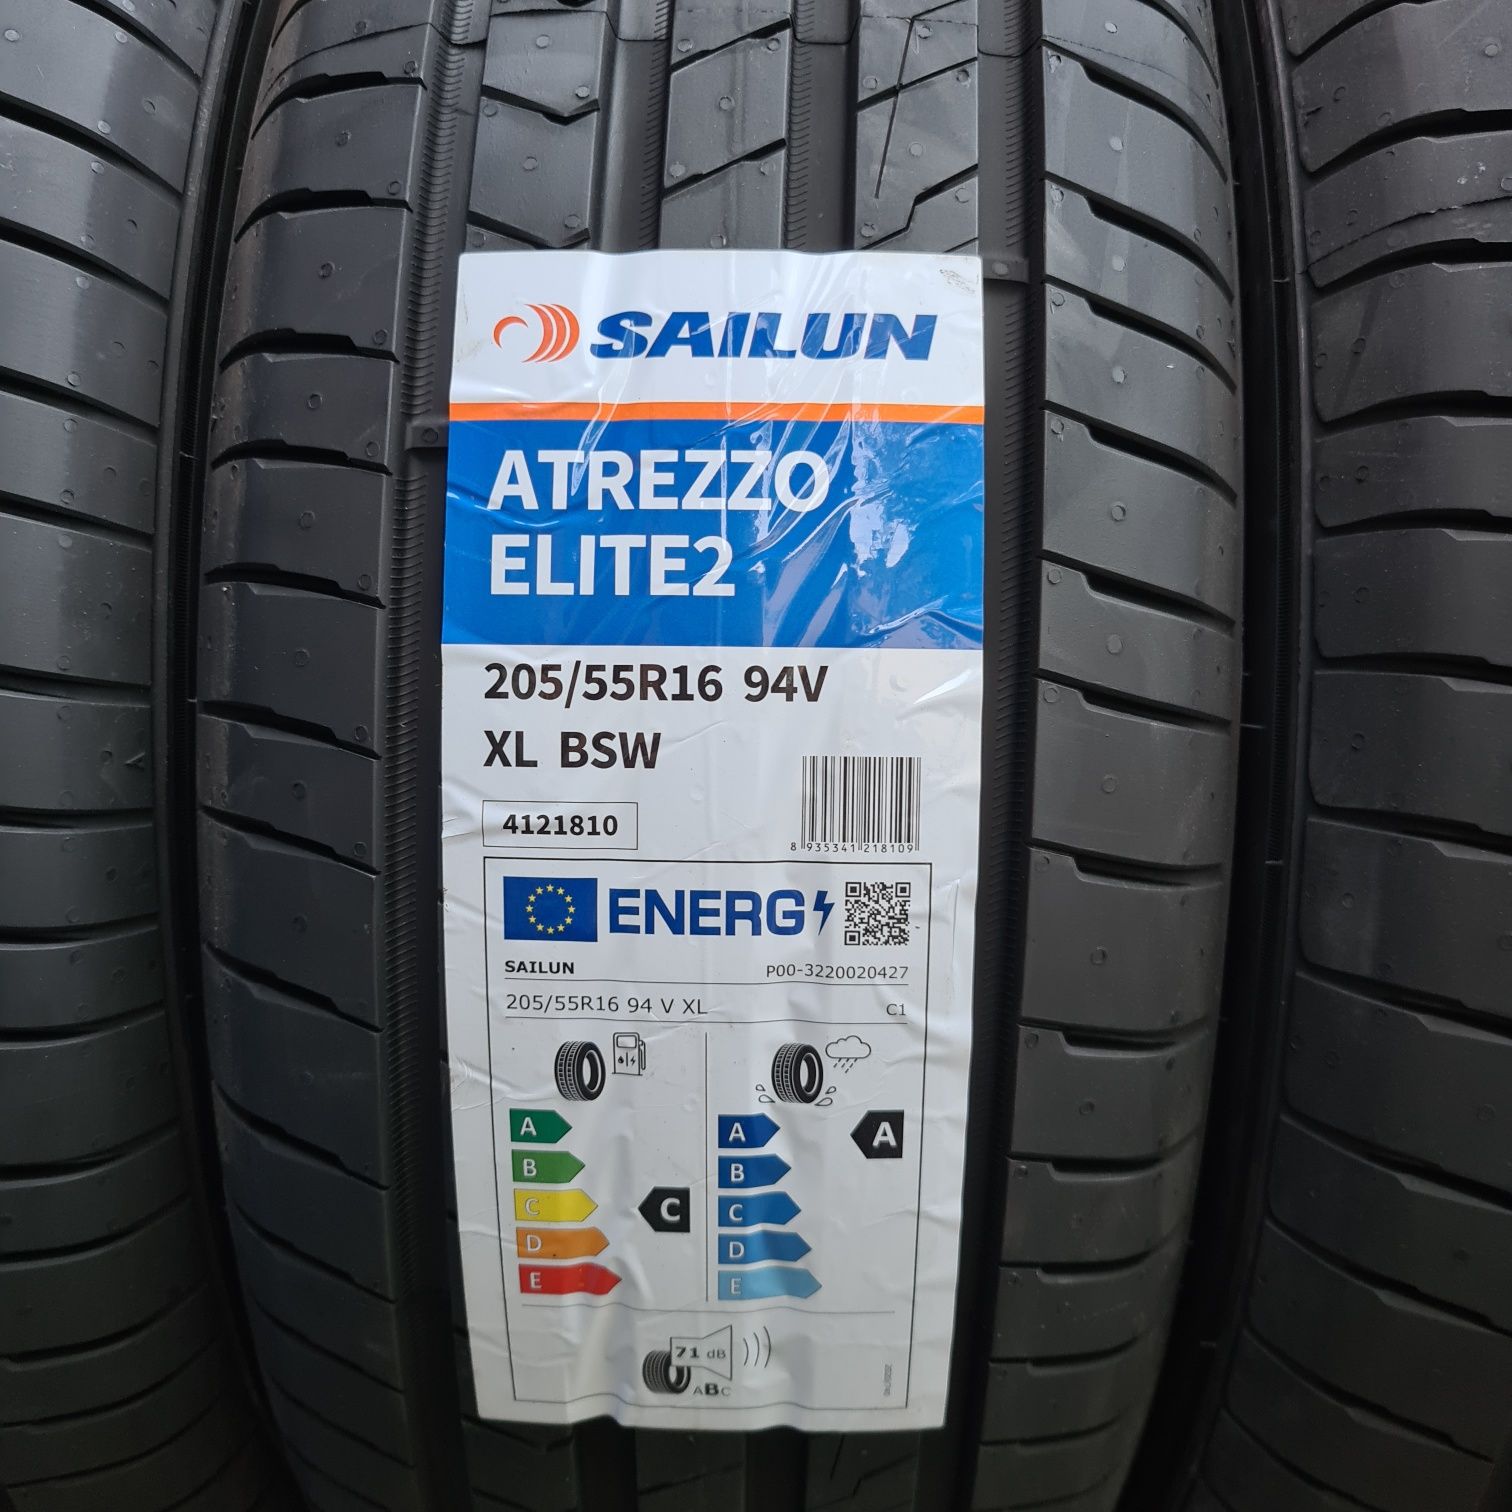 SAILUN
ATREZZO
ELITE2
205/55R16 94V
XL BSW
4121810
8 935341 218109
ENERG
SAILUN P00-3220020427
205/55R16 94 V XL C1
A A A
B B
C C C
D D
E E
71 dB
ABC